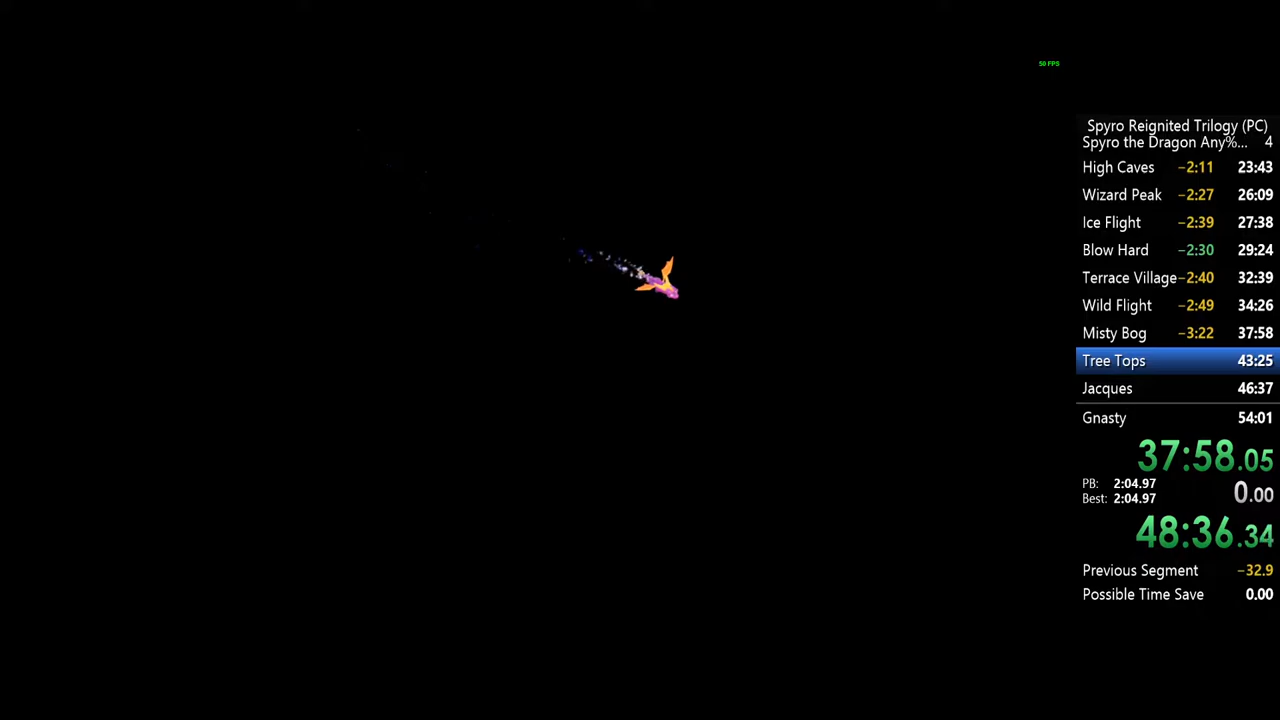 50 FPS
Spyro Reignited Trilogy (PC)
Spyro the Dragon Any%... 4
High Caves -2:11 23:43
Wizard Peak -2:27 26:09
Ice Flight -2:39 27:38
Blow Hard -2:30 29:24
Terrace Village -2:40 32:39
Wild Flight -2:49 34:26
Misty Bog -3:22 37:58
Tree Tops 43:25
Jacques 46:37
Gnasty 54:01
37:58.05
PB: 2:04.97 0.00
Best: 2:04.97
48:36.34
Previous Segment -32.9
Possible Time Save 0.00